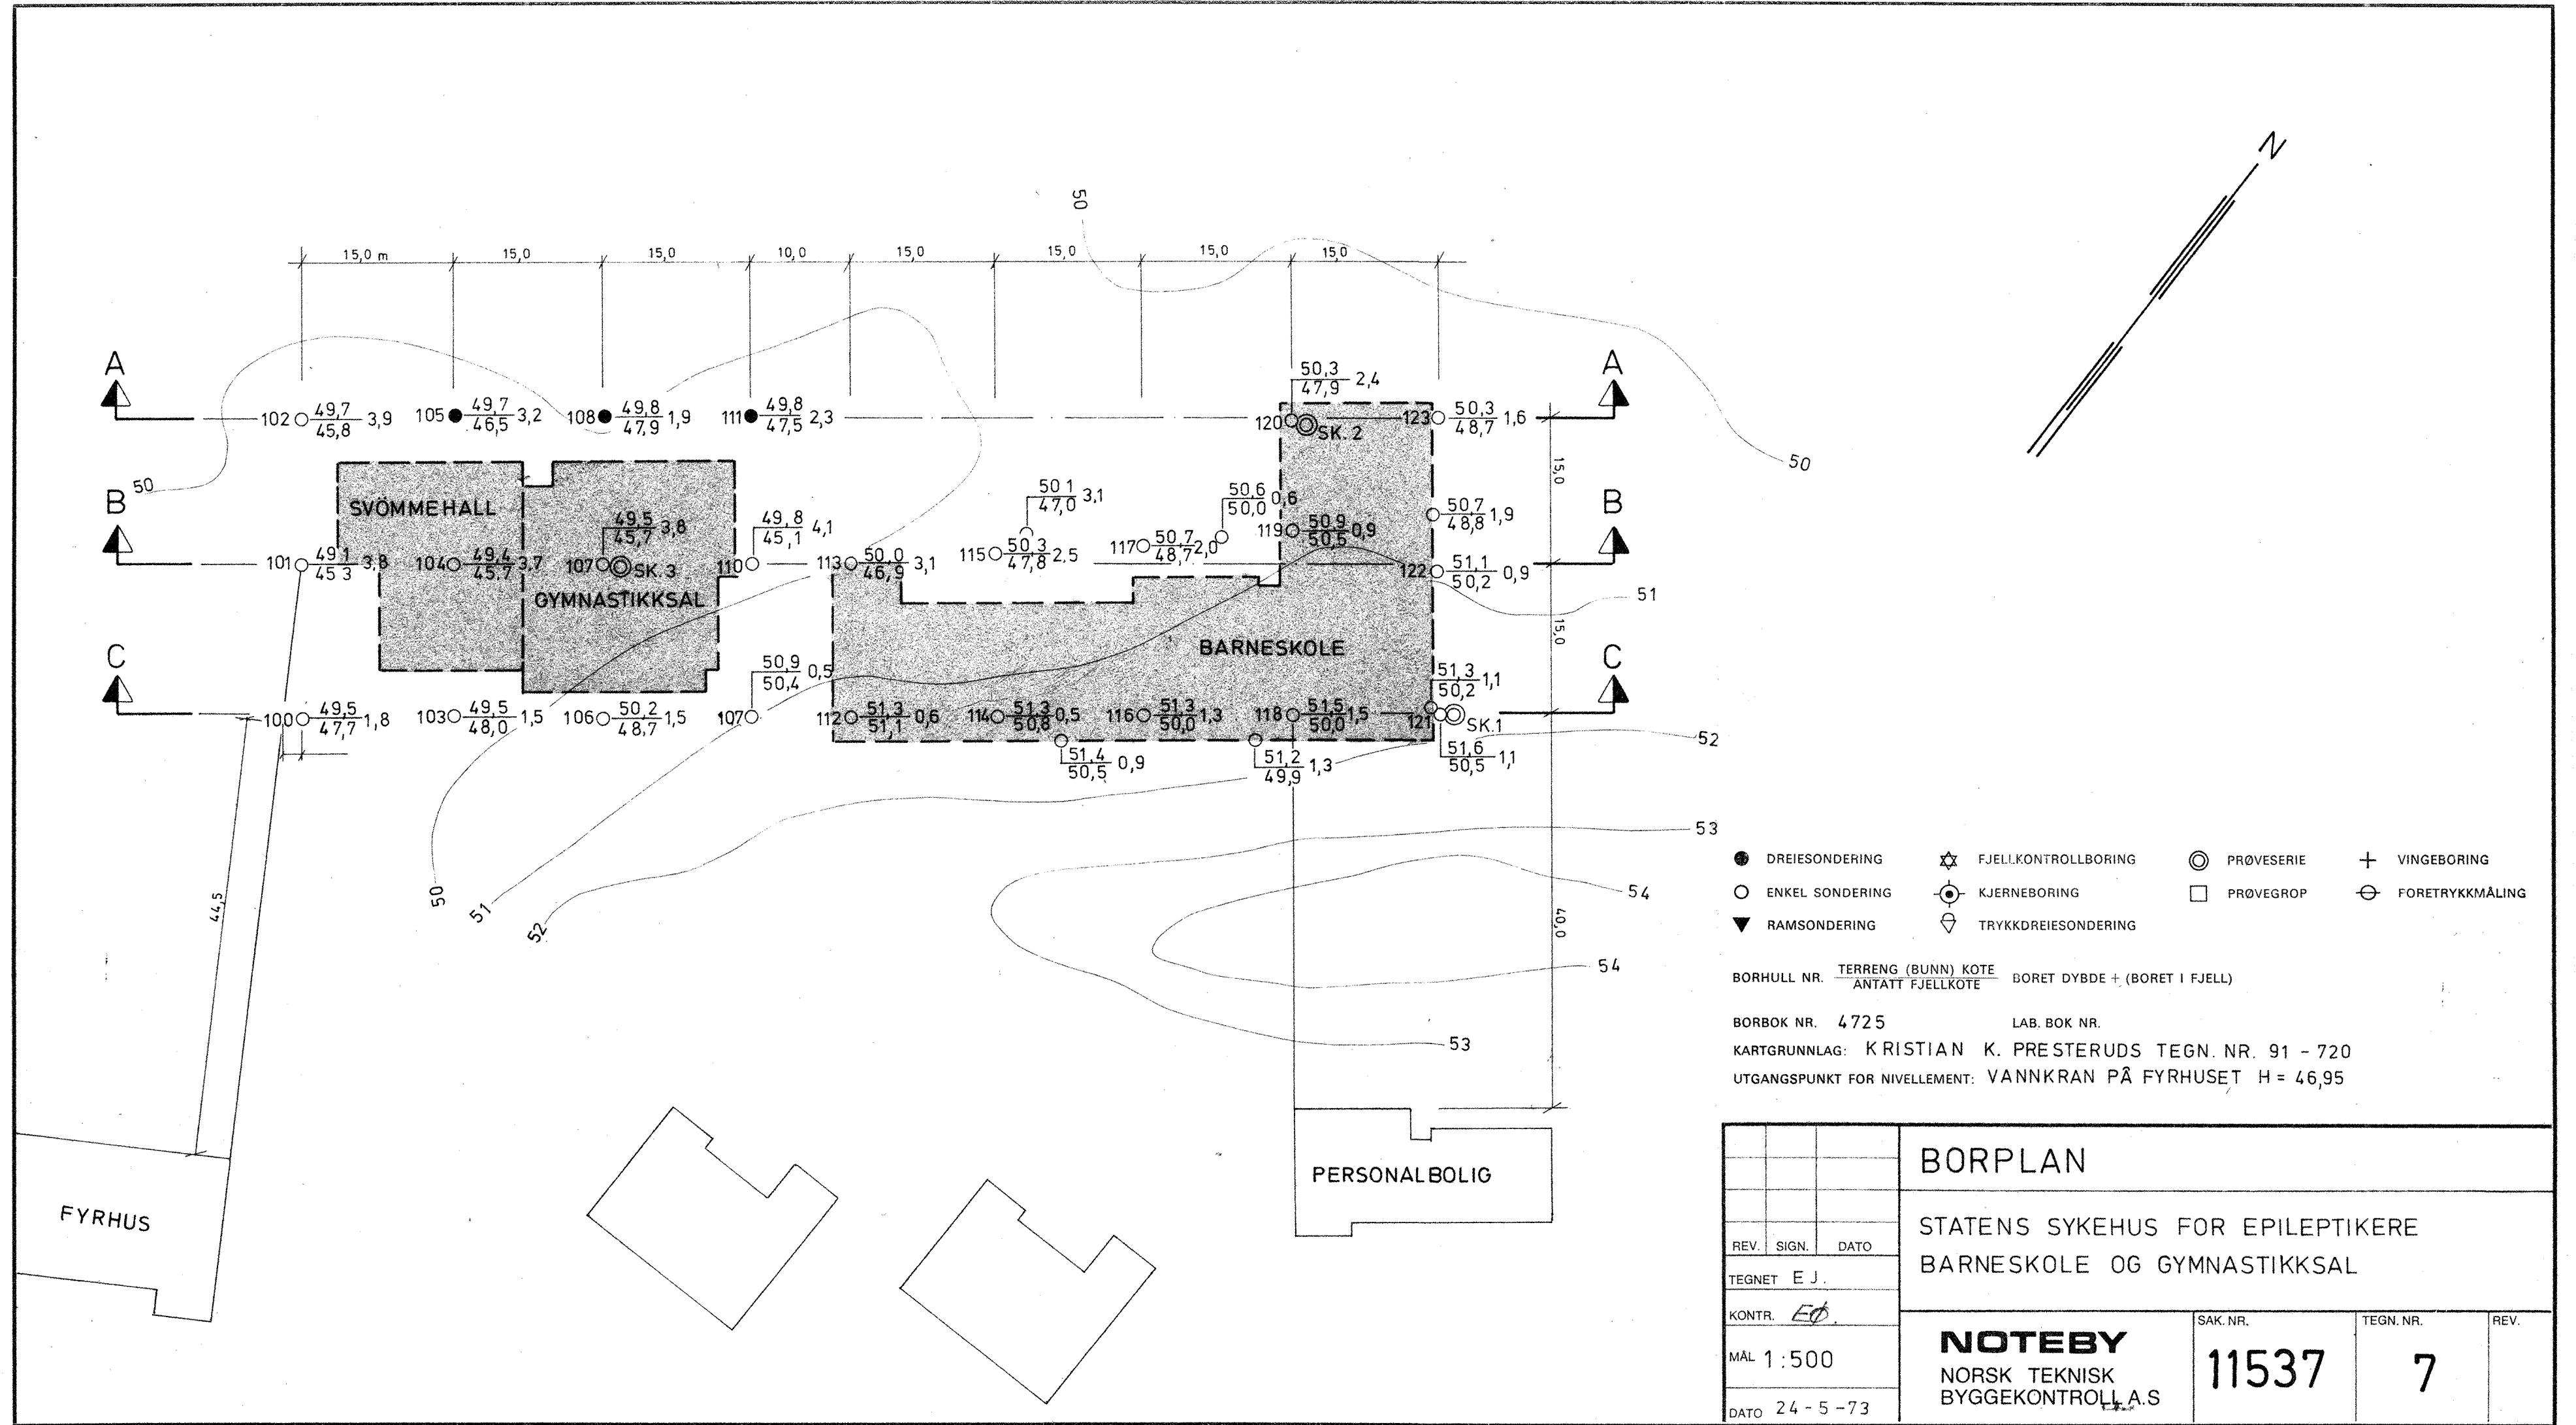 N
50
15,0 m 15,0 15,0 10,0 15,0 15,0 15,0 15,0
A A
50,3
47,9 2,4
102 49,7
45,8 3,9
105 49,7
46,5 3,2
108 49,8
47,9 1,9
111 49,8
47,5 2,3
120 SK. 2
123 50,3
48,7 1,6
50
15,0
B 50 B
SVÖMMEHALL
49,5
45,7 3,8
49,8
45,1 4,1
50 1
47,0 3,1
50,6
50,0 0,6
50,7
48,8 1,9
101 49,1
45 3 3,8
104 49,4
45,7 3,7
107 SK. 3
110
113 50,0
46,9 3,1
115 50,3
47,8 2,5
117 50,7
48,7 2,0
119 50,9
50,5 0,9
122 51,1
50,2 0,9
51
GYMNASTIKKSAL
BARNESKOLE
15,0
C C
50,9
50,4 0,5
51,3
50,2 1,1
100 49,5
47,7 1,8
103 49,5
48,0 1,5
106 50,2
48,7 1,5
107
112 51,3
51,1 0,6
114 51,3
50,8 0,5
116 51,3
50,0 1,3
118 51,5
50,0 1,5
121 SK.1
52
51,4
50,5 0,9
51,2
49,9 1,3
51,6
50,5 1,1
53
50 51 52
54
44,5
40,0
54
53
DREIESONDERING FJELLKONTROLLBORING PRØVESERIE VINGEBORING
ENKEL SONDERING KJERNEBORING PRØVEGROP FORETRYKKMÅLING
RAMSONDERING TRYKKDREIESONDERING
BORHULL NR. TERRENG (BUNN) KOTE
ANTATT FJELLKOTE BORET DYBDE + (BORET I FJELL)
BORBOK NR. 4725 LAB. BOK NR.
KARTGRUNNLAG: KRISTIAN K. PRESTERUDS TEGN. NR. 91 - 720
UTGANGSPUNKT FOR NIVELLEMENT: VANNKRAN PÅ FYRHUSET H = 46,95
PERSONALBOLIG
FYRHUS
BORPLAN
STATENS SYKEHUS FOR EPILEPTIKERE
BARNESKOLE OG GYMNASTIKKSAL
REV. SIGN. DATO
TEGNET E J.
KONTR. EØ.
MÅL 1:500
DATO 24 - 5 - 73
NOTEBY
NORSK TEKNISK
BYGGEKONTROLL A.S
SAK. NR.
11537
TEGN. NR.
7
REV.